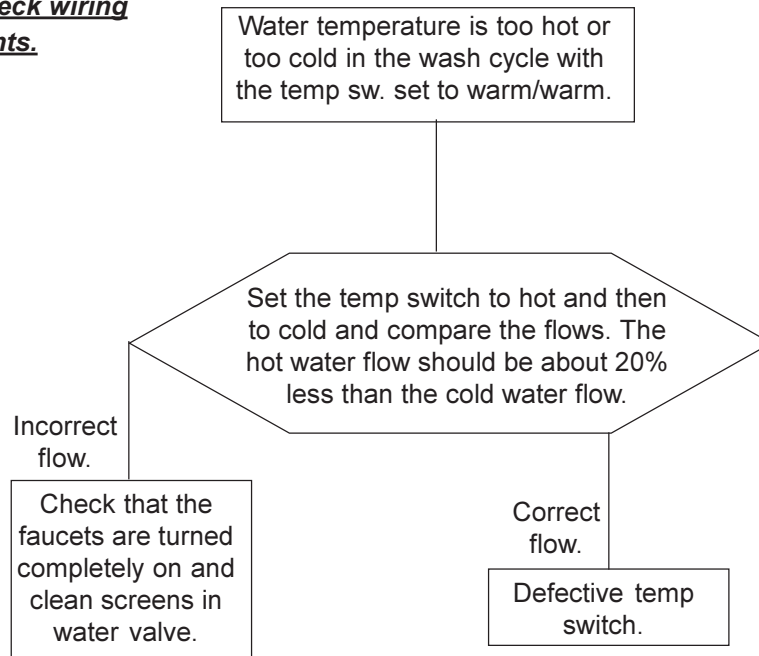 eck wiring
nts.
Water temperature is too hot or
too cold in the wash cycle with
the temp sw. set to warm/warm.
Set the temp switch to hot and then
to cold and compare the flows. The
hot water flow should be about 20%
less than the cold water flow.
Incorrect
flow.
Check that the
faucets are turned
completely on and
clean screens in
water valve.
Correct
flow.
Defective temp
switch.